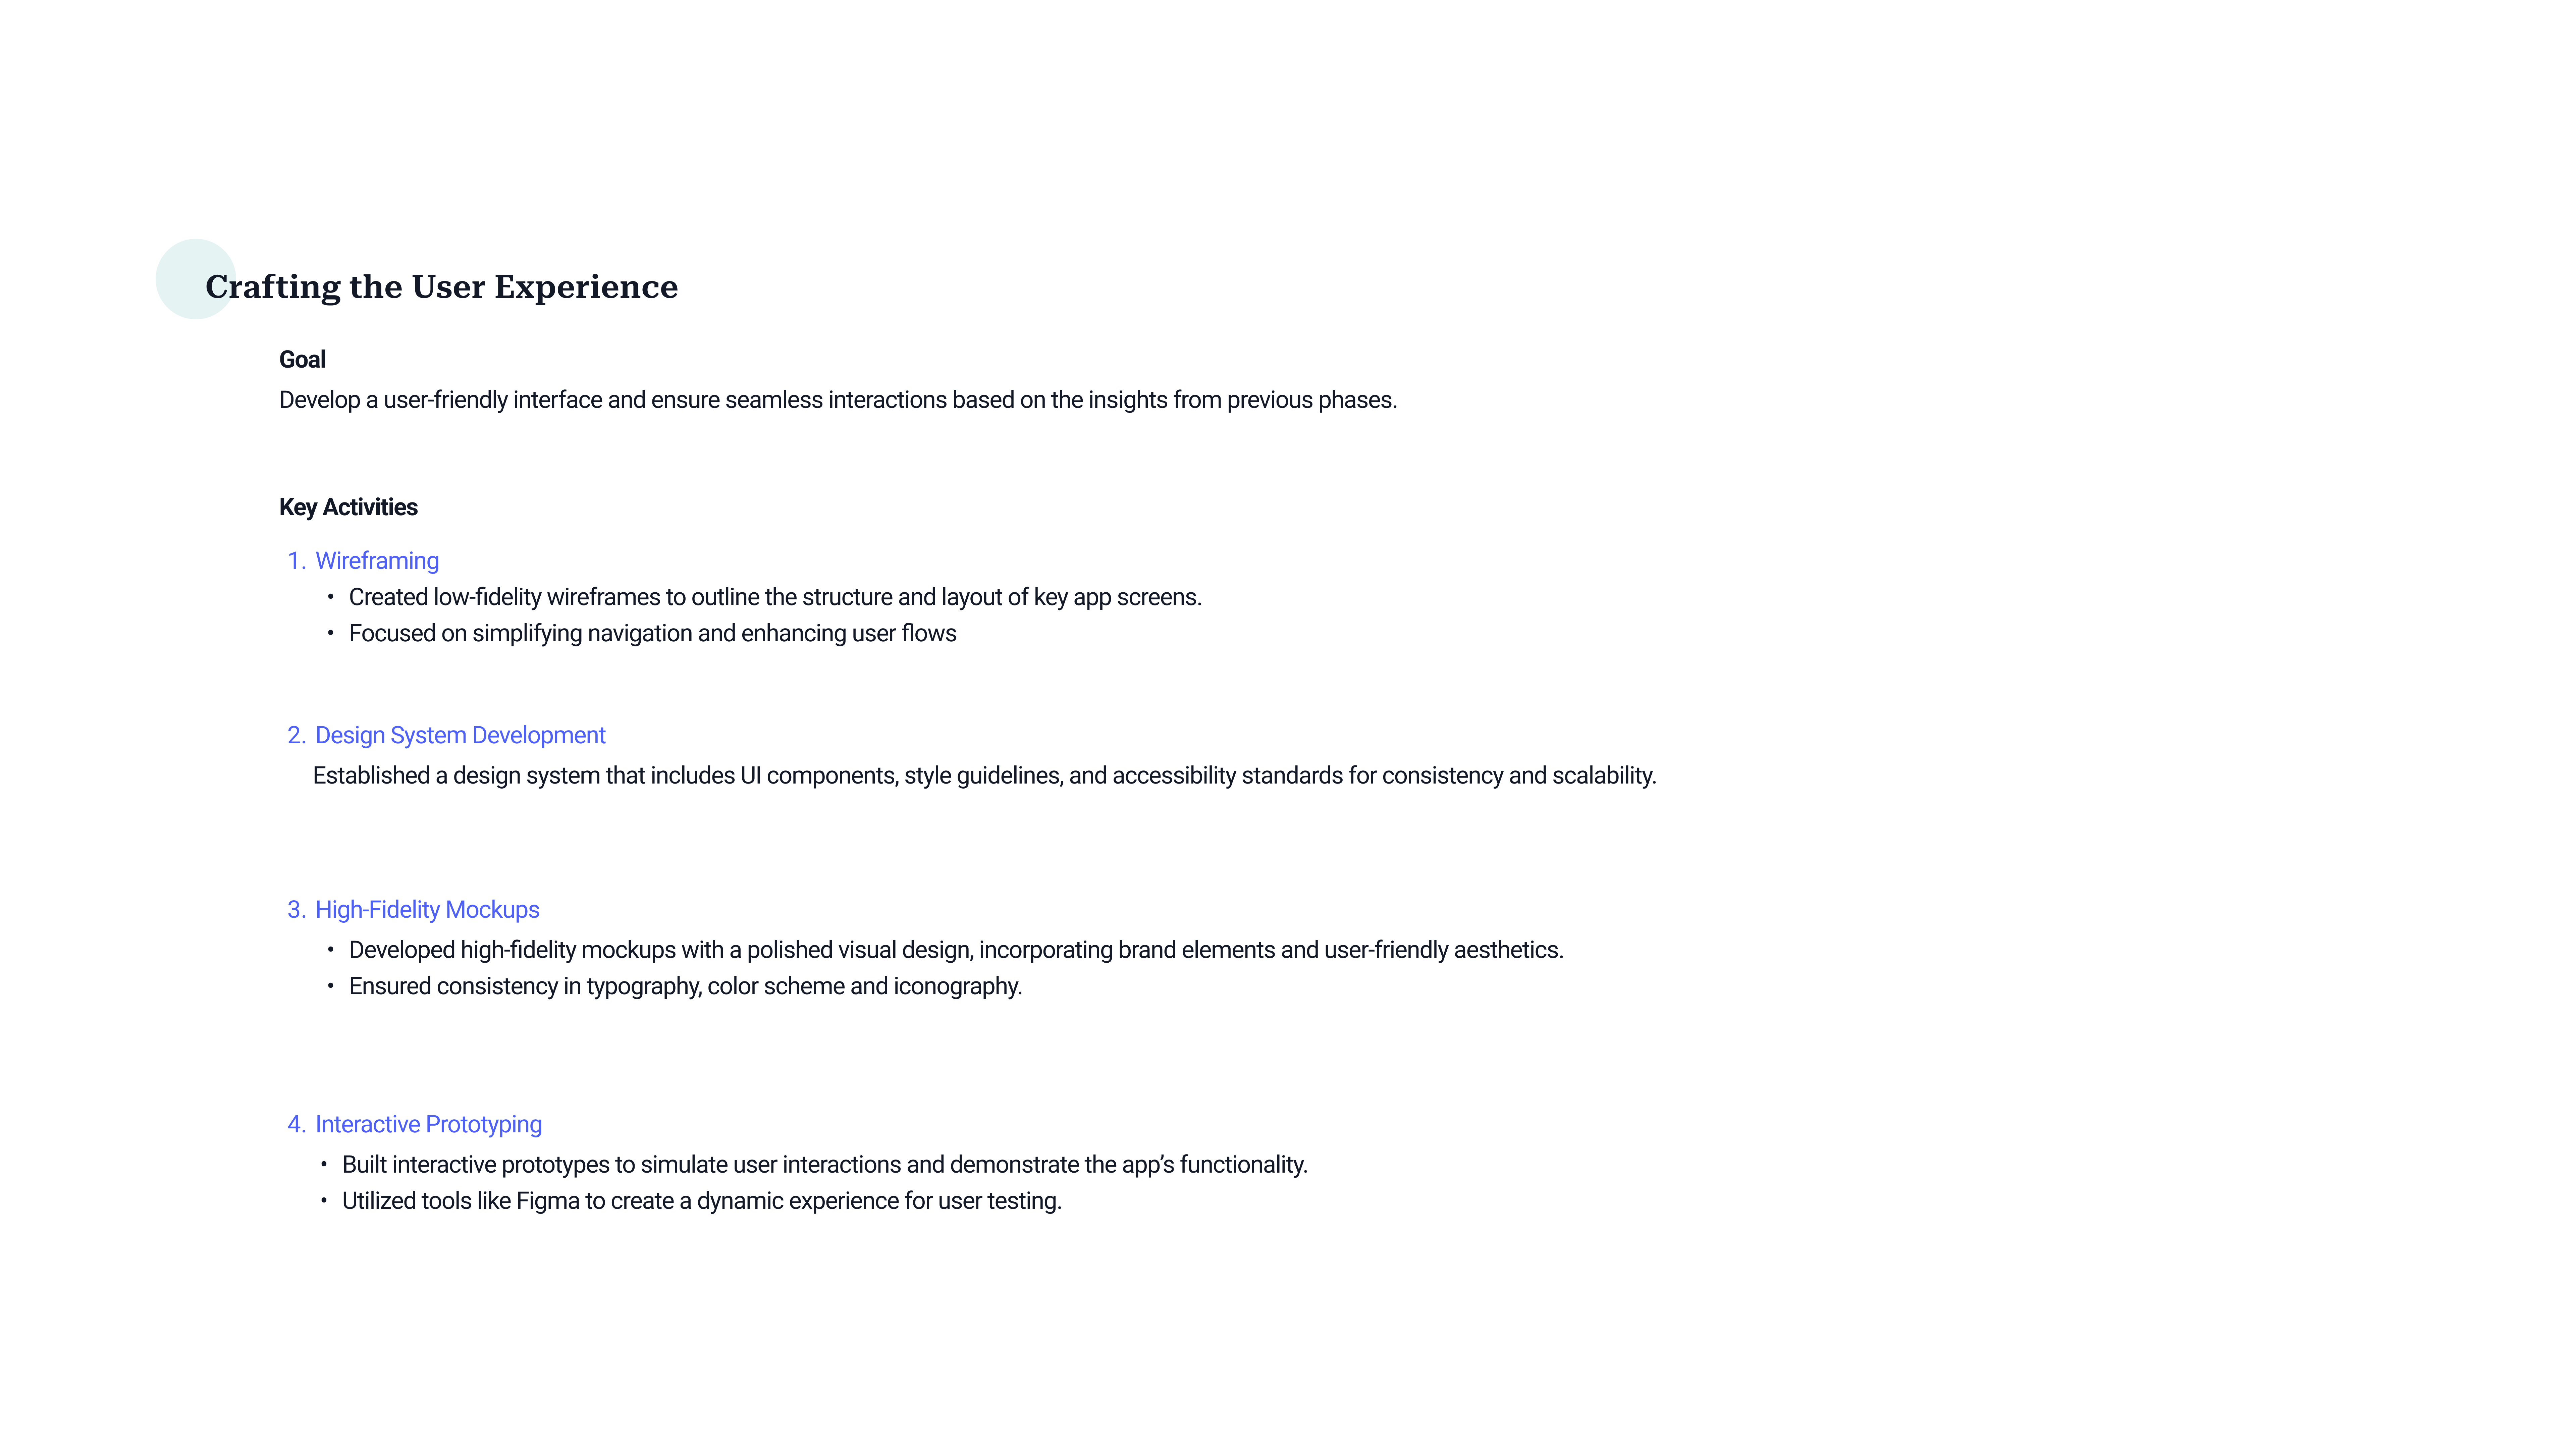 Crafting the User Experience
Goal
Develop a user-friendly interface and ensure seamless interactions based on the insights from previous phases.
Key Activities
1. Wireframing
• Created low-fidelity wireframes to outline the structure and layout of key app screens.
• Focused on simplifying navigation and enhancing user flows
2. Design System Development
Established a design system that includes UI components, style guidelines, and accessibility standards for consistency and scalability.
3. High-Fidelity Mockups
• Developed high-fidelity mockups with a polished visual design, incorporating brand elements and user-friendly aesthetics.
• Ensured consistency in typography, color scheme and iconography.
4. Interactive Prototyping
• Built interactive prototypes to simulate user interactions and demonstrate the app’s functionality.
• Utilized tools like Figma to create a dynamic experience for user testing.